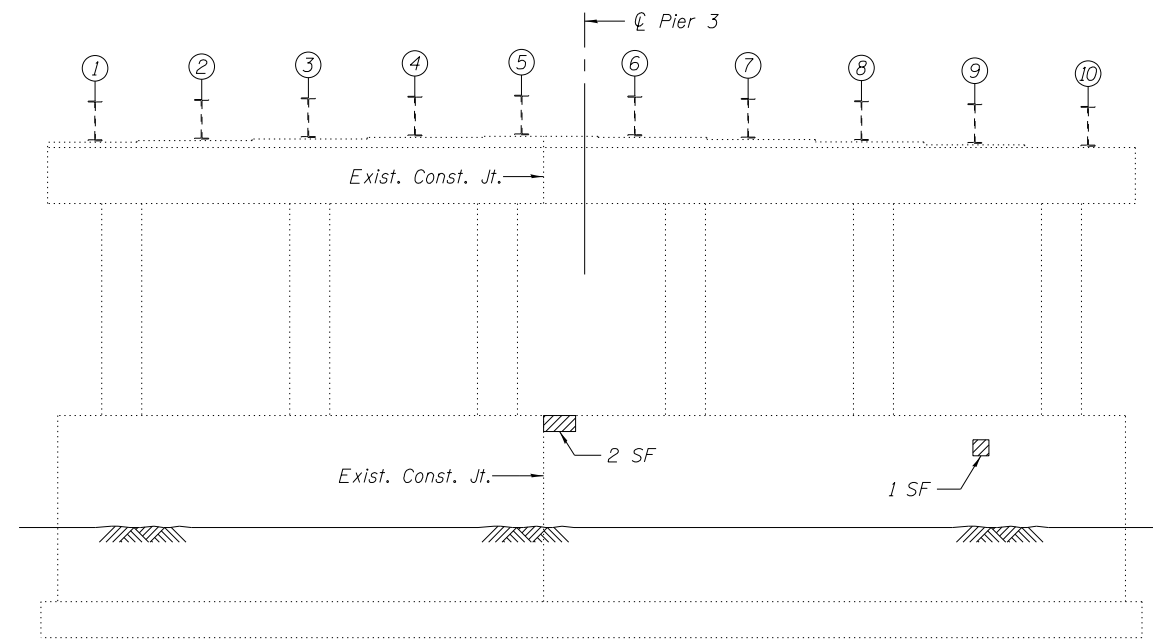 ℄ Pier 3
1 2 3 4 5 6 7 8 9 10
Exist. Const. Jt.
2 SF
Exist. Const. Jt.
1 SF